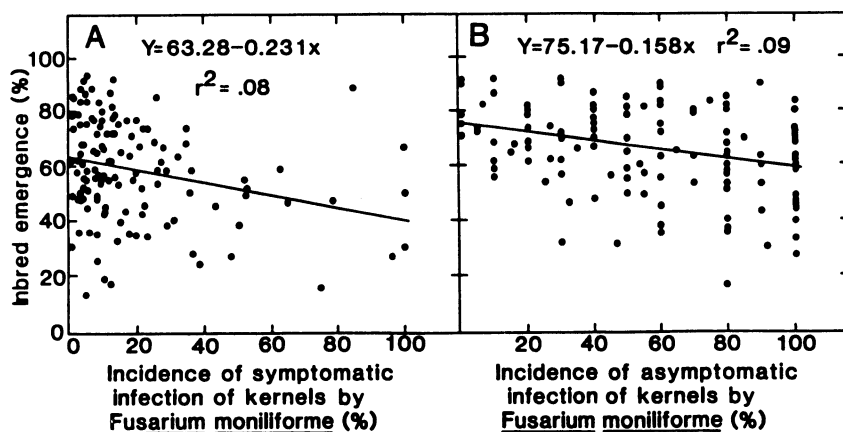 A
Y=63.28-0.231x
r2=.08
B
Y=75.17-0.158x r2=.09
Inbred emergence (%)
100
80
60
40
20
0
0 20 40 60 80 100
0 20 40 60 80 100
Incidence of symptomatic
infection of kernels by
Fusarium moniliforme (%)
Incidence of asymptomatic
infection of kernels by
Fusarium moniliforme (%)